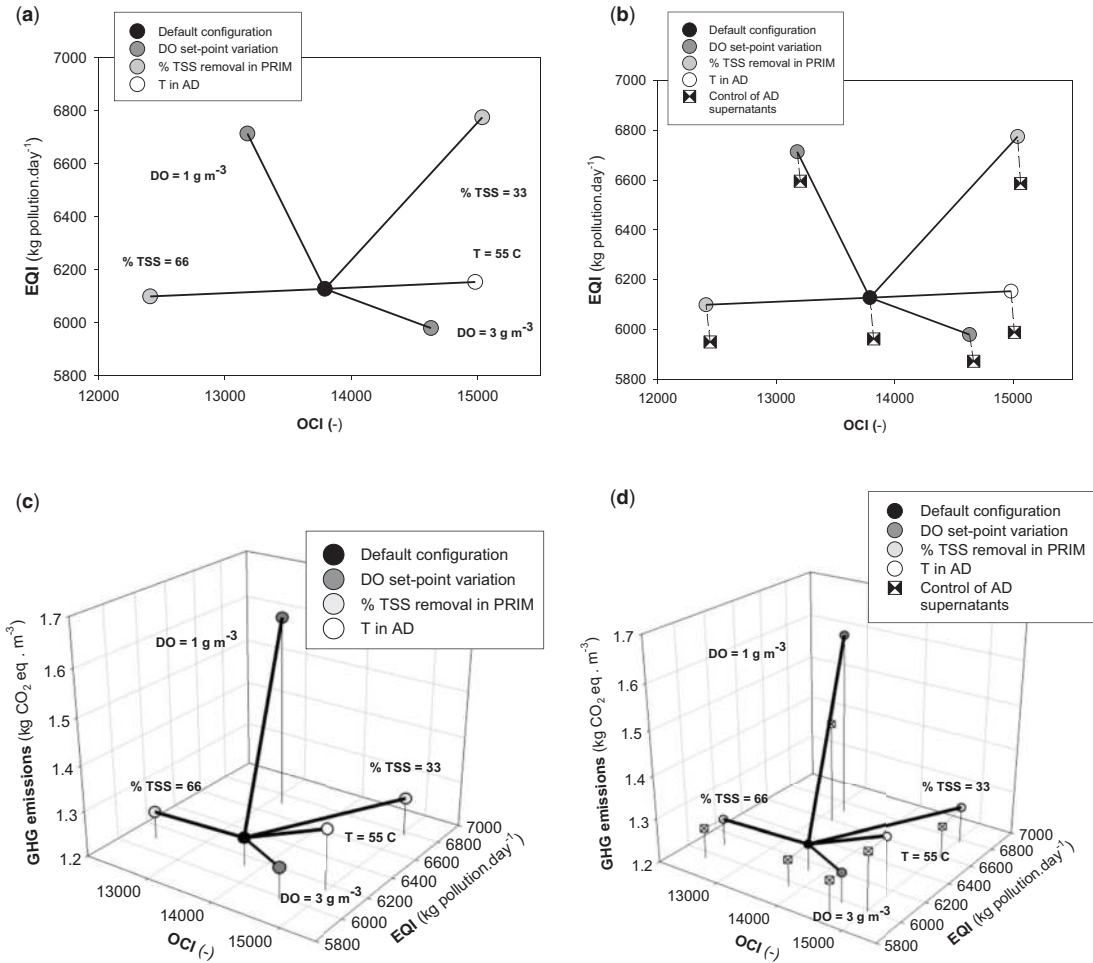 (a)
Default configuration
DO set-point variation
% TSS removal in PRIM
T in AD
7000
6800
6600
6400
6200
6000
5800
EQI (kg pollution.day-1)
DO = 1 g m-3
% TSS = 33
% TSS = 66
T = 55 C
DO = 3 g m-3
12000
13000
14000
15000
OCI (-)
(b)
Default configuration
DO set-point variation
% TSS removal in PRIM
T in AD
Control of AD
supernatants
7000
6800
6600
6400
6200
6000
5800
EQI (kg pollution.day-1)
12000
13000
14000
15000
OCI (-)
(c)
Default configuration
DO set-point variation
% TSS removal in PRIM
T in AD
1.7
1.6
1.5
1.4
1.3
1.2
GHG emissions (kg CO2 eq . m-3)
DO = 1 g m-3
% TSS = 66
% TSS = 33
T = 55 C
DO = 3 g m-3
13000
14000
15000
OCI (-)
7000
6800
6600
6400
6200
6000
5800
EQI (kg pollution.day-1)
(d)
Default configuration
DO set-point variation
% TSS removal in PRIM
T in AD
Control of AD
supernatants
1.7
1.6
1.5
1.4
1.3
1.2
GHG emissions (kg CO2 eq . m-3)
DO = 1 g m-3
% TSS = 66
% TSS = 33
T = 55 C
DO = 3 g m-3
13000
14000
15000
OCI (-)
7000
6800
6600
6400
6200
6000
5800
EQI (kg pollution.day-1)